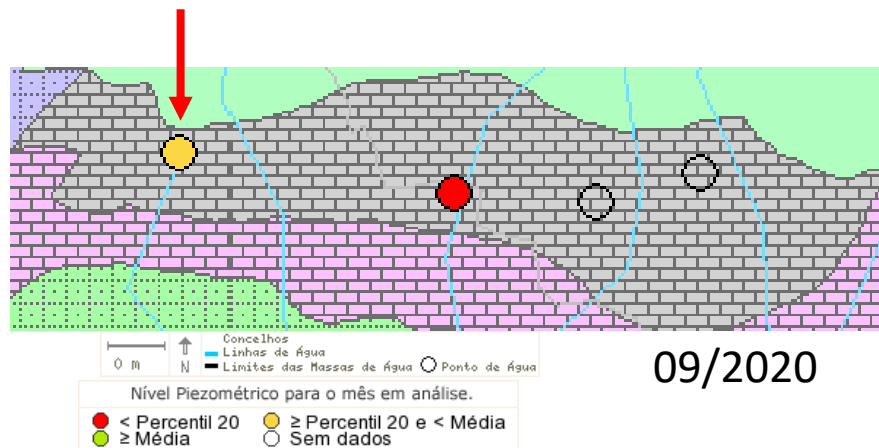 09/2020
Concelhos
Linhas de Água
0 m N Limites das Massas de Água Ponto de Água
Nível Piezométrico para o mês em análise.
< Percentil 20 ≥ Percentil 20 e < Média
≥ Média Sem dados